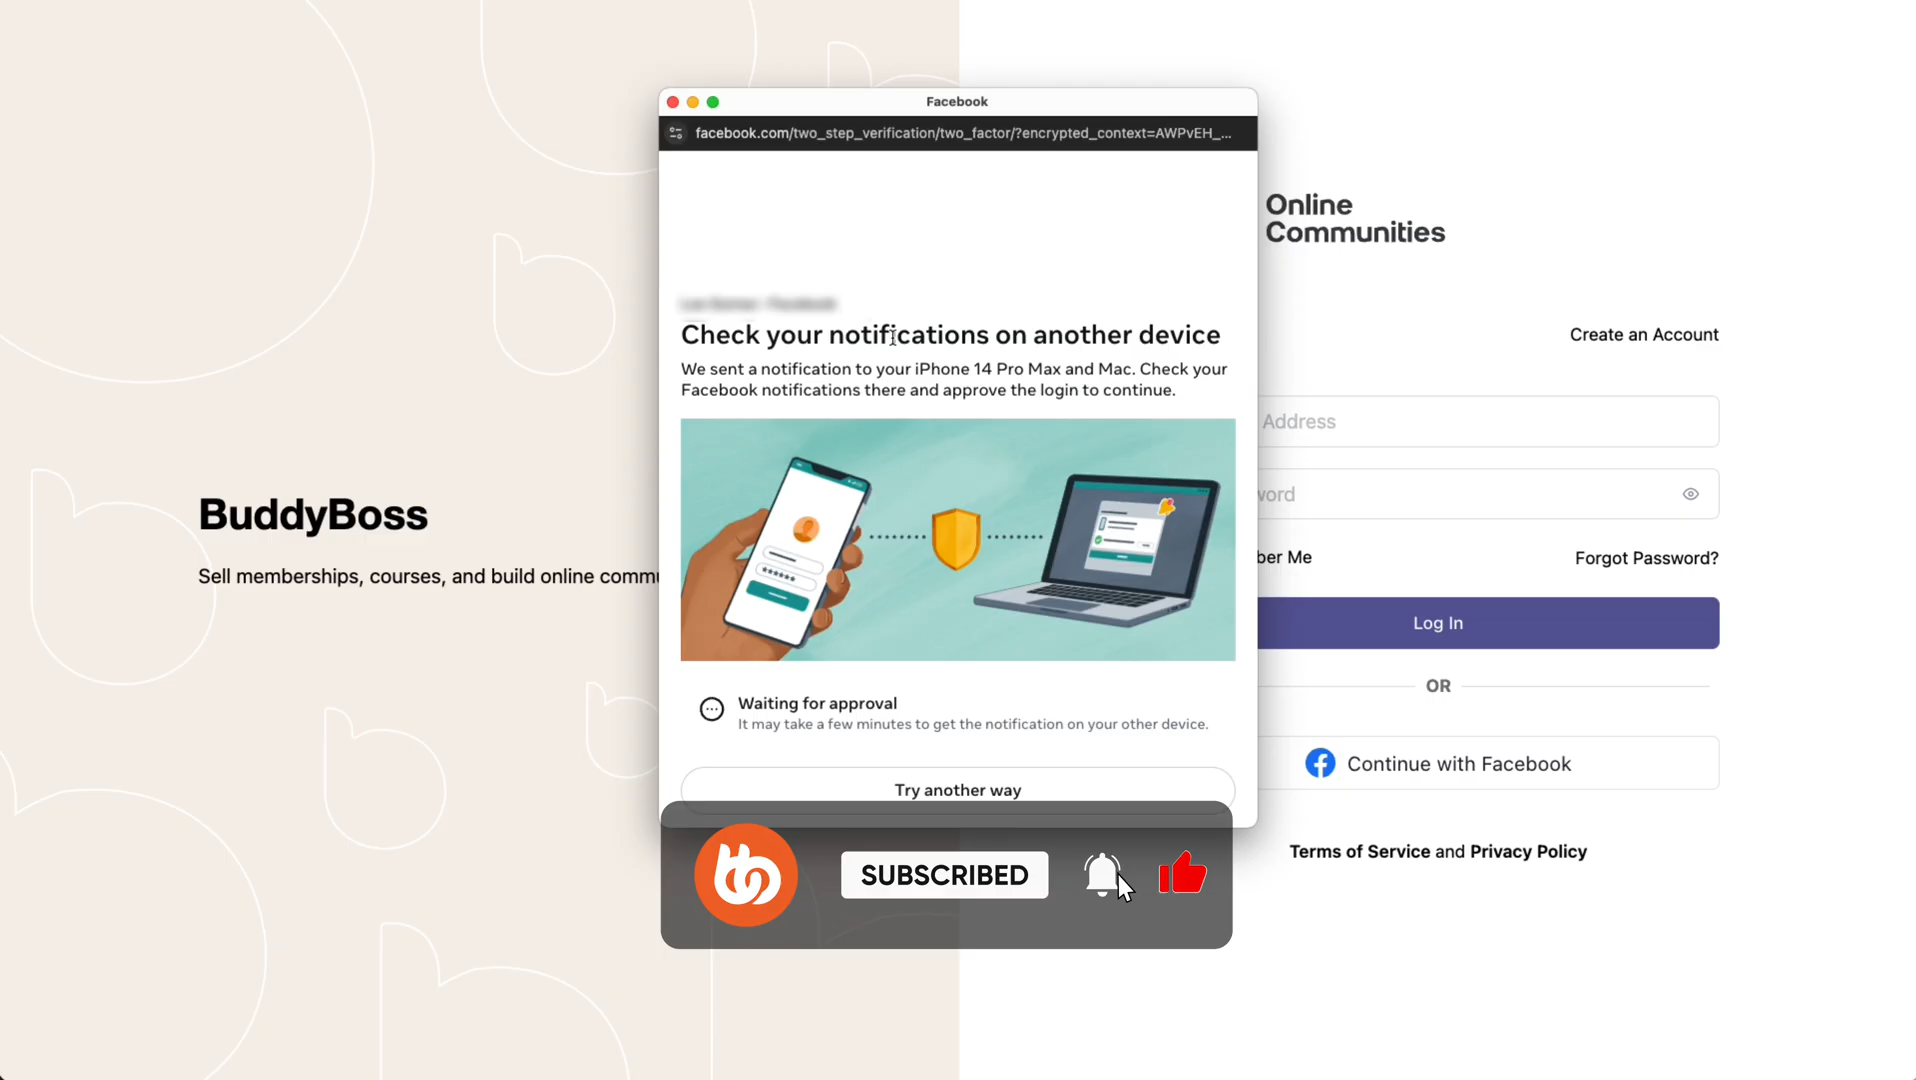 Facebook
facebook.com/two_step_verification/two_factor/?encrypted_context=AWPvEH_...
Check your notifications on another device
We sent a notification to your iPhone 14 Pro Max and Mac. Check your
Facebook notifications there and approve the login to continue.
Waiting for approval
It may take a few minutes to get the notification on your other device.
Try another way
SUBSCRIBED
BuddyBoss
Sell memberships, courses, and build online commu
Online
Communities
Create an Account
Address
word
ber Me
Forgot Password?
Log In
OR
Continue with Facebook
Terms of Service and Privacy Policy